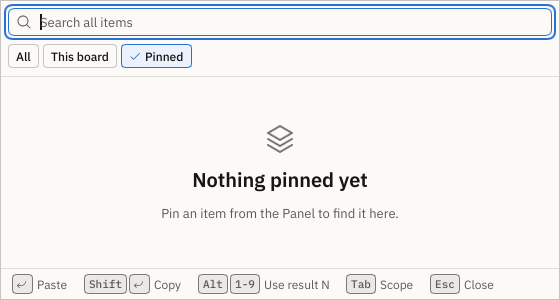 Search all items
All This board Pinned
Nothing pinned yet
Pin an item from the Panel to find it here.
Paste Shift Copy Alt 1-9 Use result N Tab Scope Esc Close